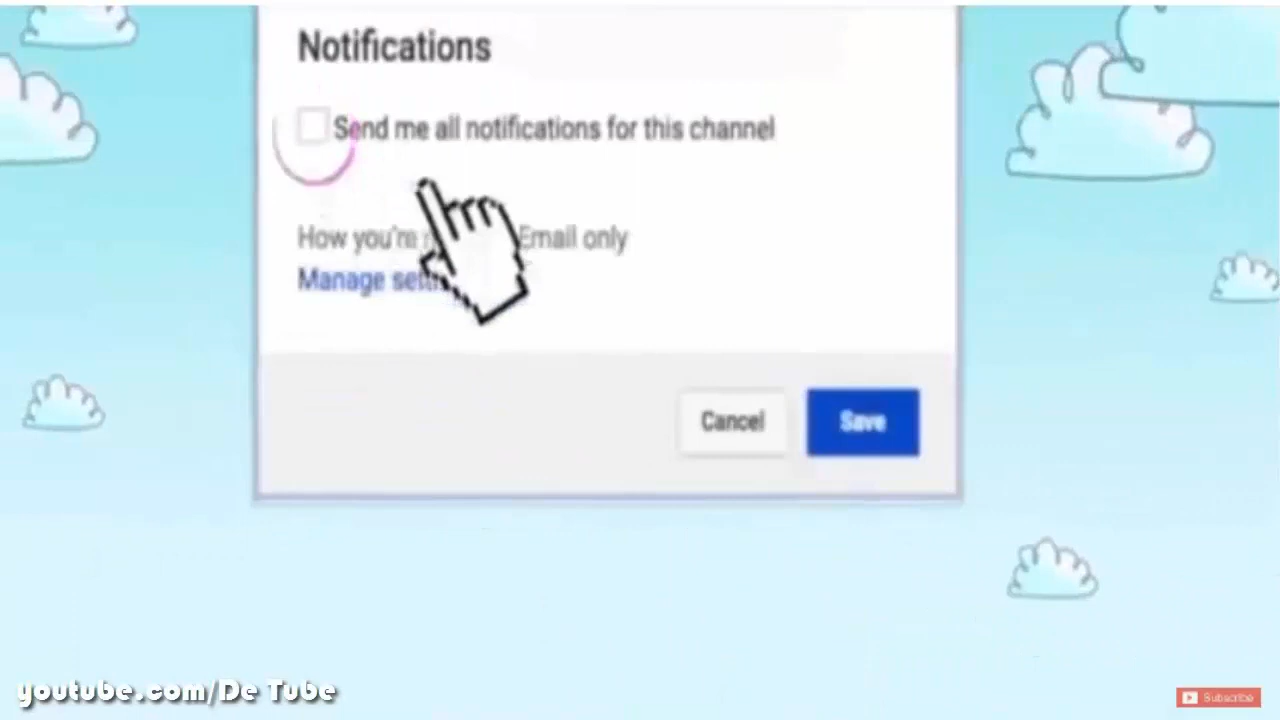 Notifications
Send me all notifications for this channel
How you're Email only
Manage
Cancel
Save
youtube.com/De Tube
Subscribe